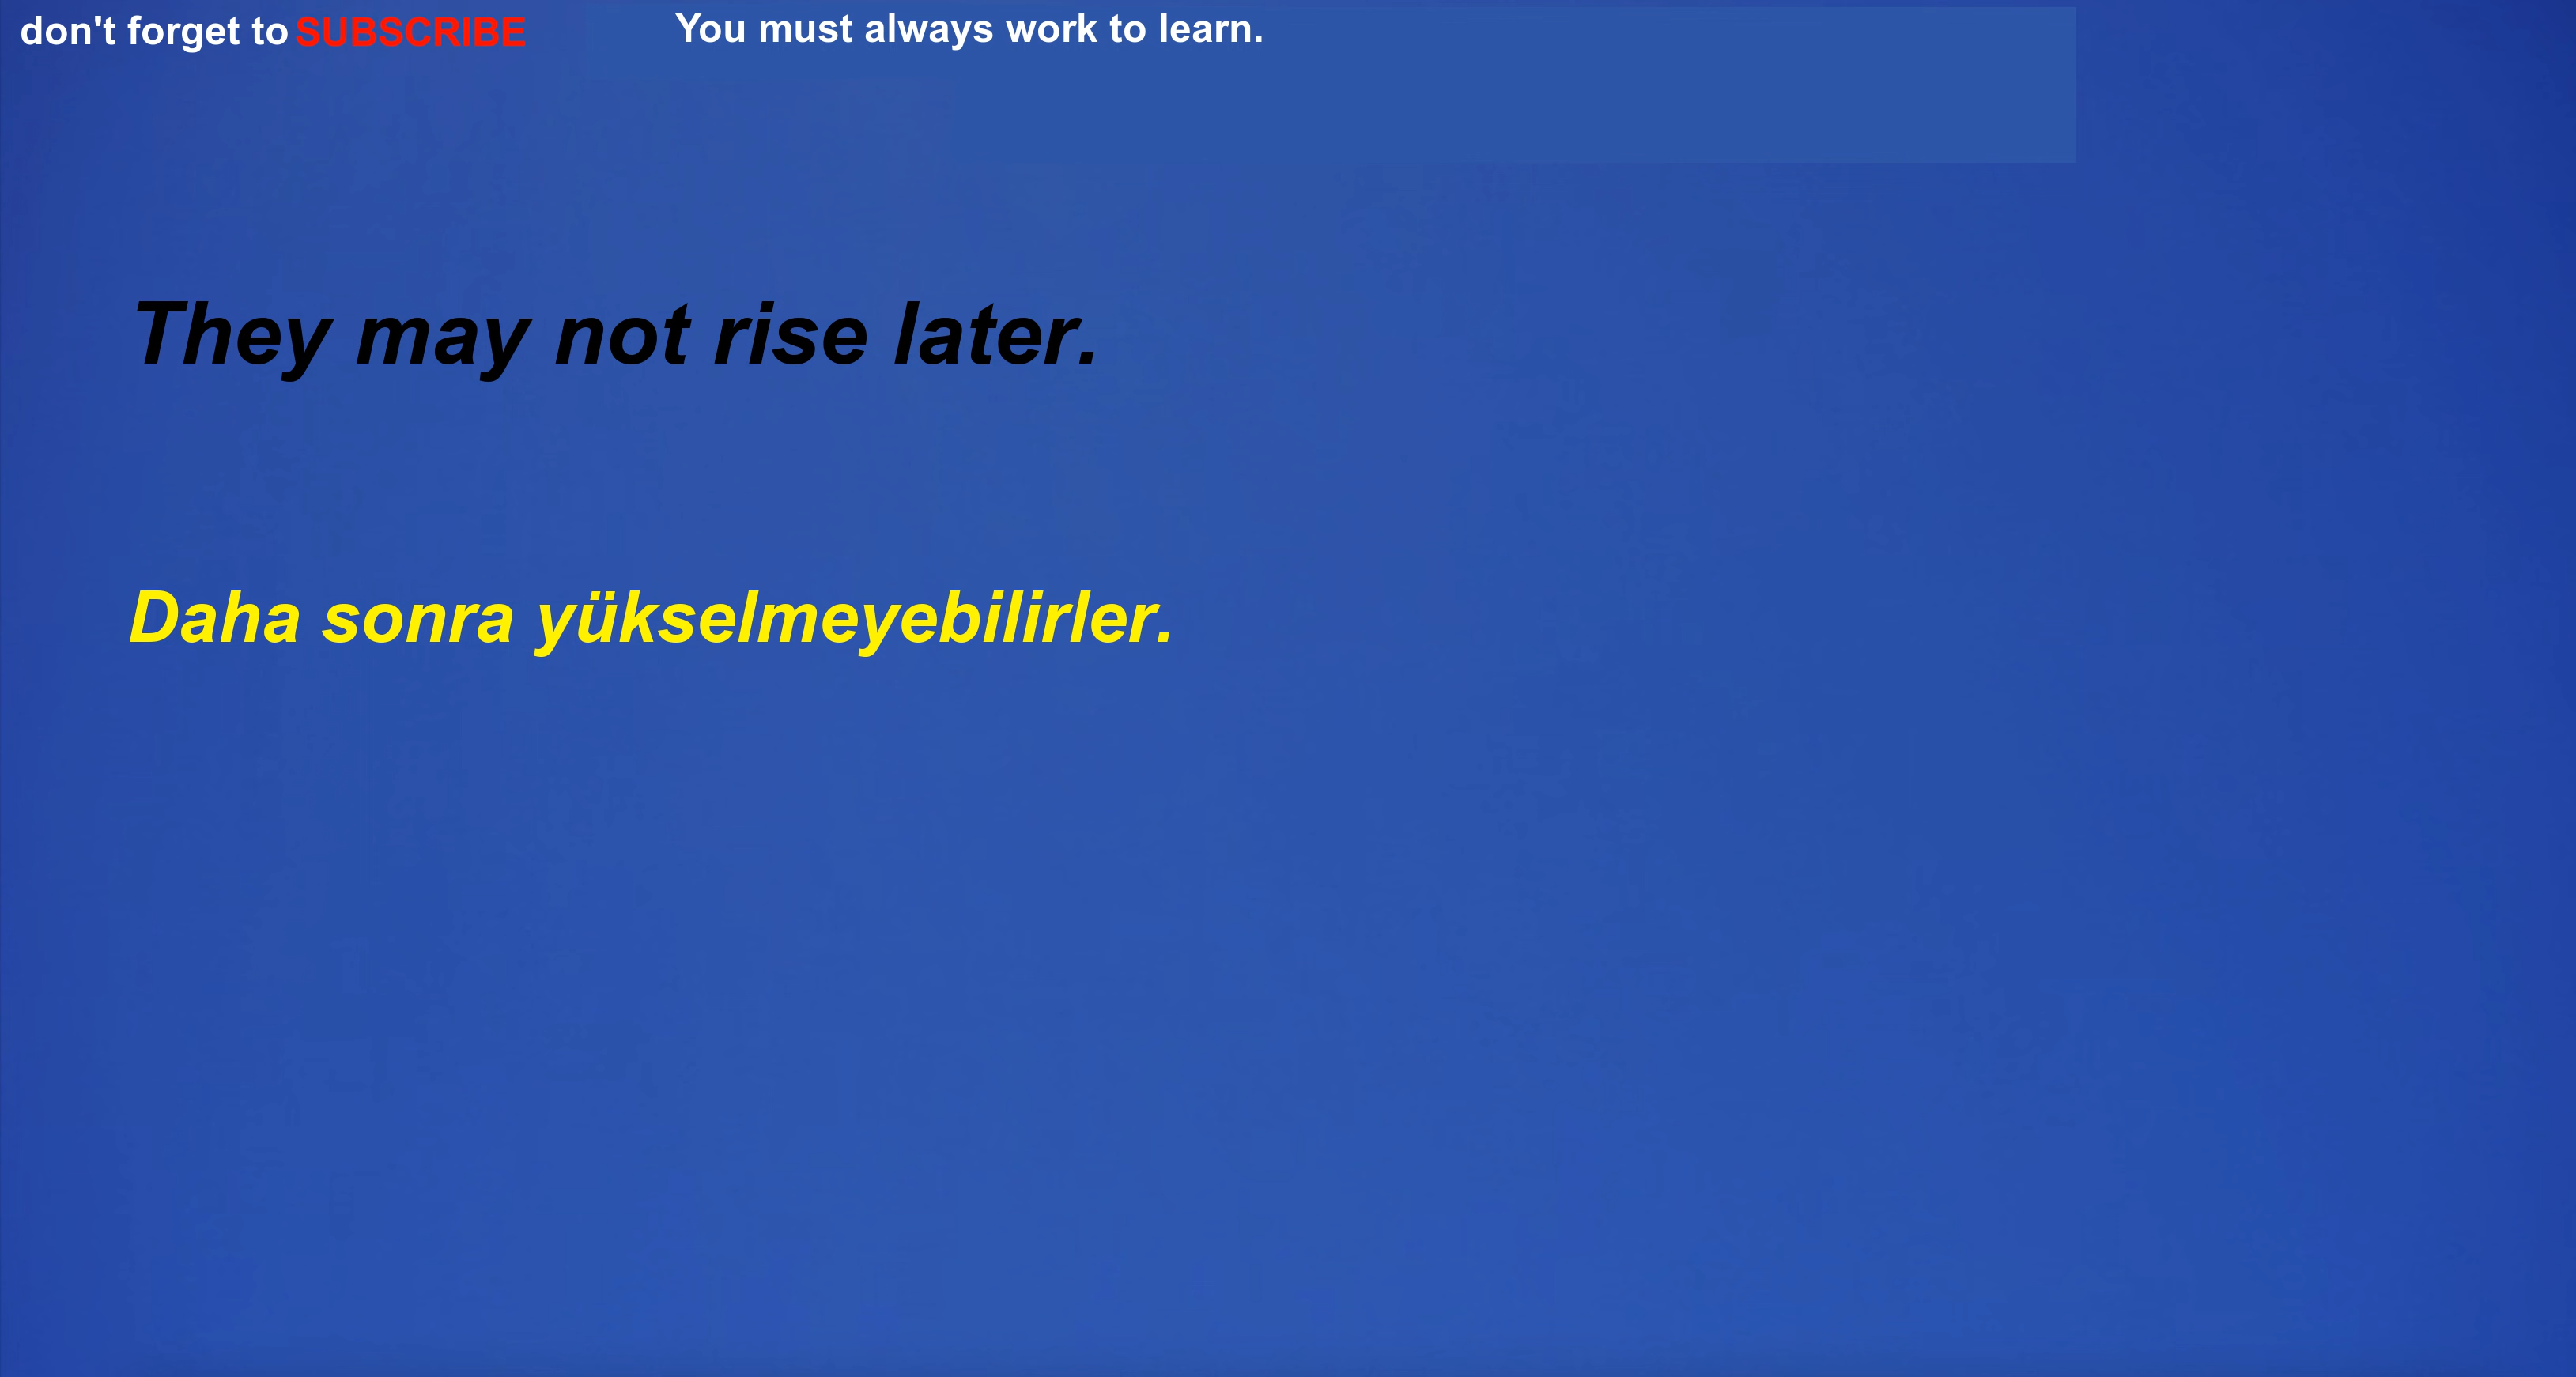 don't forget to SUBSCRIBE
You must always work to learn.
They may not rise later.
Daha sonra yükselmeyebilirler.